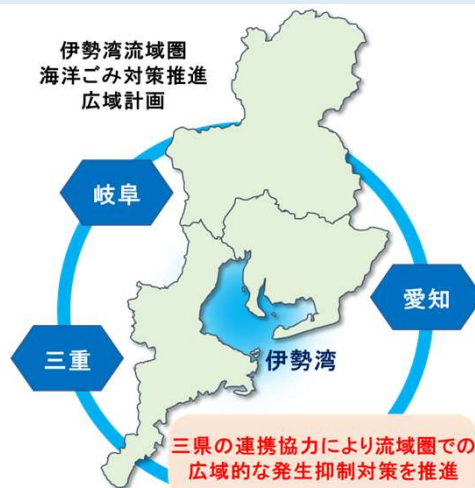 伊勢湾流域圏
海洋ごみ対策推進
広域計画
岐阜
愛知
三重
伊勢湾
三県の連携協力により流域圏での
広域的な発生抑制対策を推進